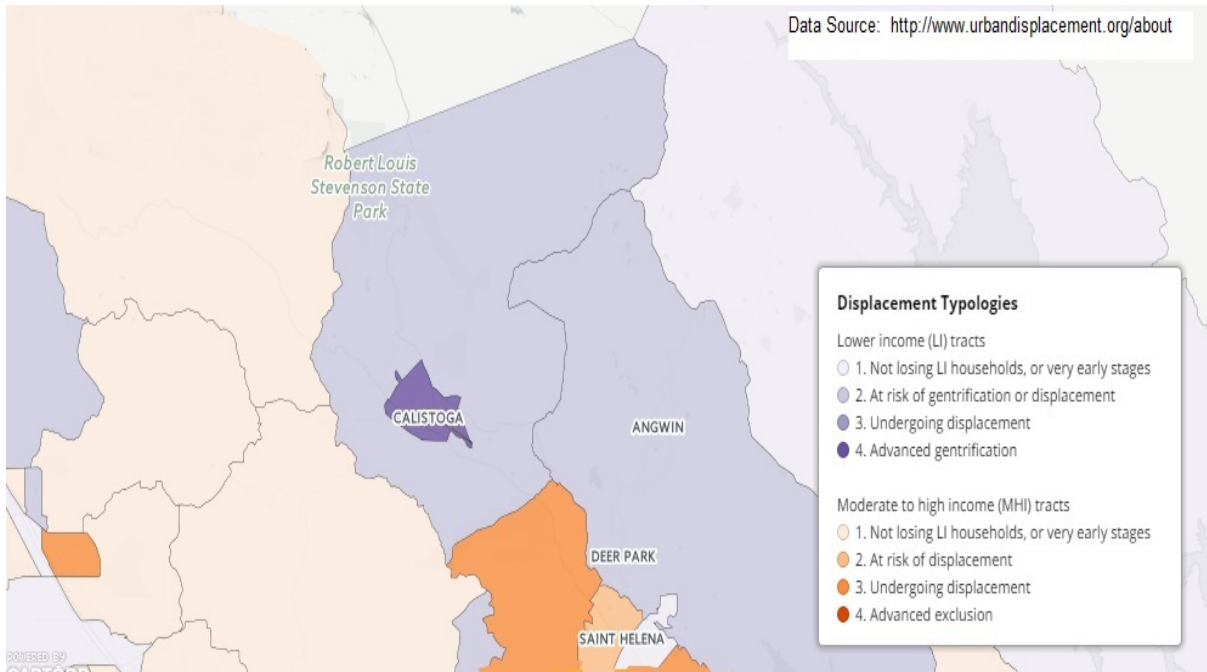 Data Source: http://www.urbandisplacement.org/about
Robert Louis
Stevenson State
Park
CALISTOGA
ANGWIN
DEER PARK
SAINT HELENA
Displacement Typologies
Lower income (LI) tracts
1. Not losing LI households, or very early stages
2. At risk of gentrification or displacement
3. Undergoing displacement
4. Advanced gentrification
Moderate to high income (MHI) tracts
1. Not losing LI households, or very early stages
2. At risk of displacement
3. Undergoing displacement
4. Advanced exclusion
POWERED BY